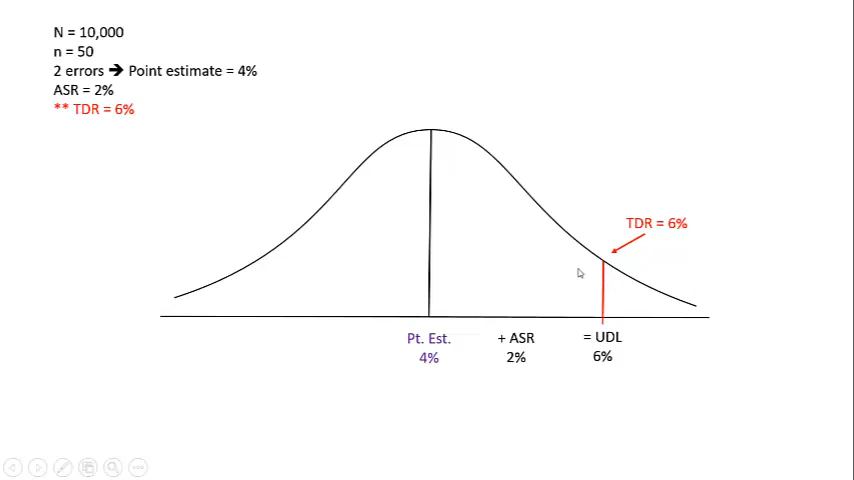 N = 10,000
n = 50
2 errors ➔ Point estimate = 4%
ASR = 2%
** TDR = 6%
TDR = 6%
Pt. Est.
4%
+ ASR
2%
= UDL
6%